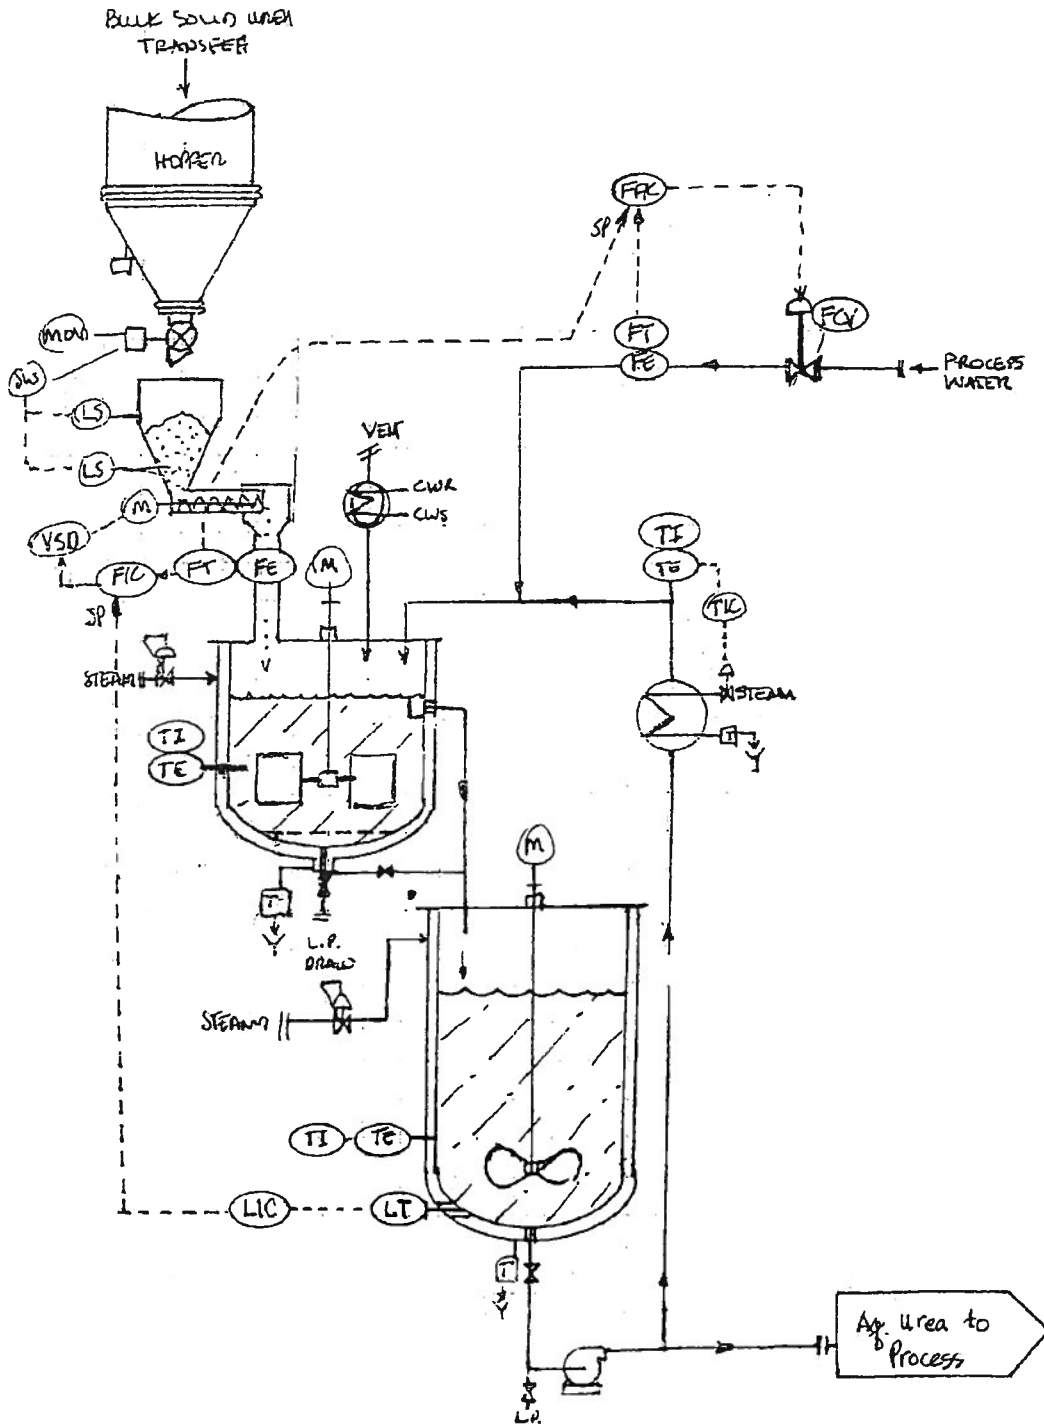 BULK SOLID UREA
TRANSFER
HOPPER
FRC
SP
MOV
FT
FE
FCV
PROCESS
WATER
SW
LS
LS
VENT
CWR
CWS
M
VSD
FIC
FT
FE
M
SP
TI
TE
TIC
STEAM
STEAM
T
TI
TE
M
T
L.P.
DRAIN
STEAM
TI
TE
LIC
LT
T
Aq. Urea to
Process
L.P.